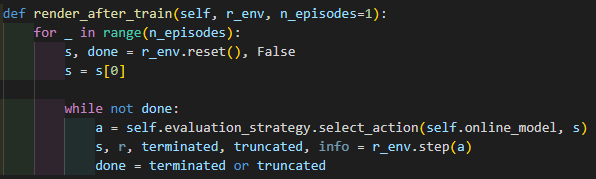 def render_after_train(self, r_env, n_episodes=1):
    for _ in range(n_episodes):
        s, done = r_env.reset(), False
        s = s[0]

        while not done:
            a = self.evaluation_strategy.select_action(self.online_model, s)
            s, r, terminated, truncated, info = r_env.step(a)
            done = terminated or truncated